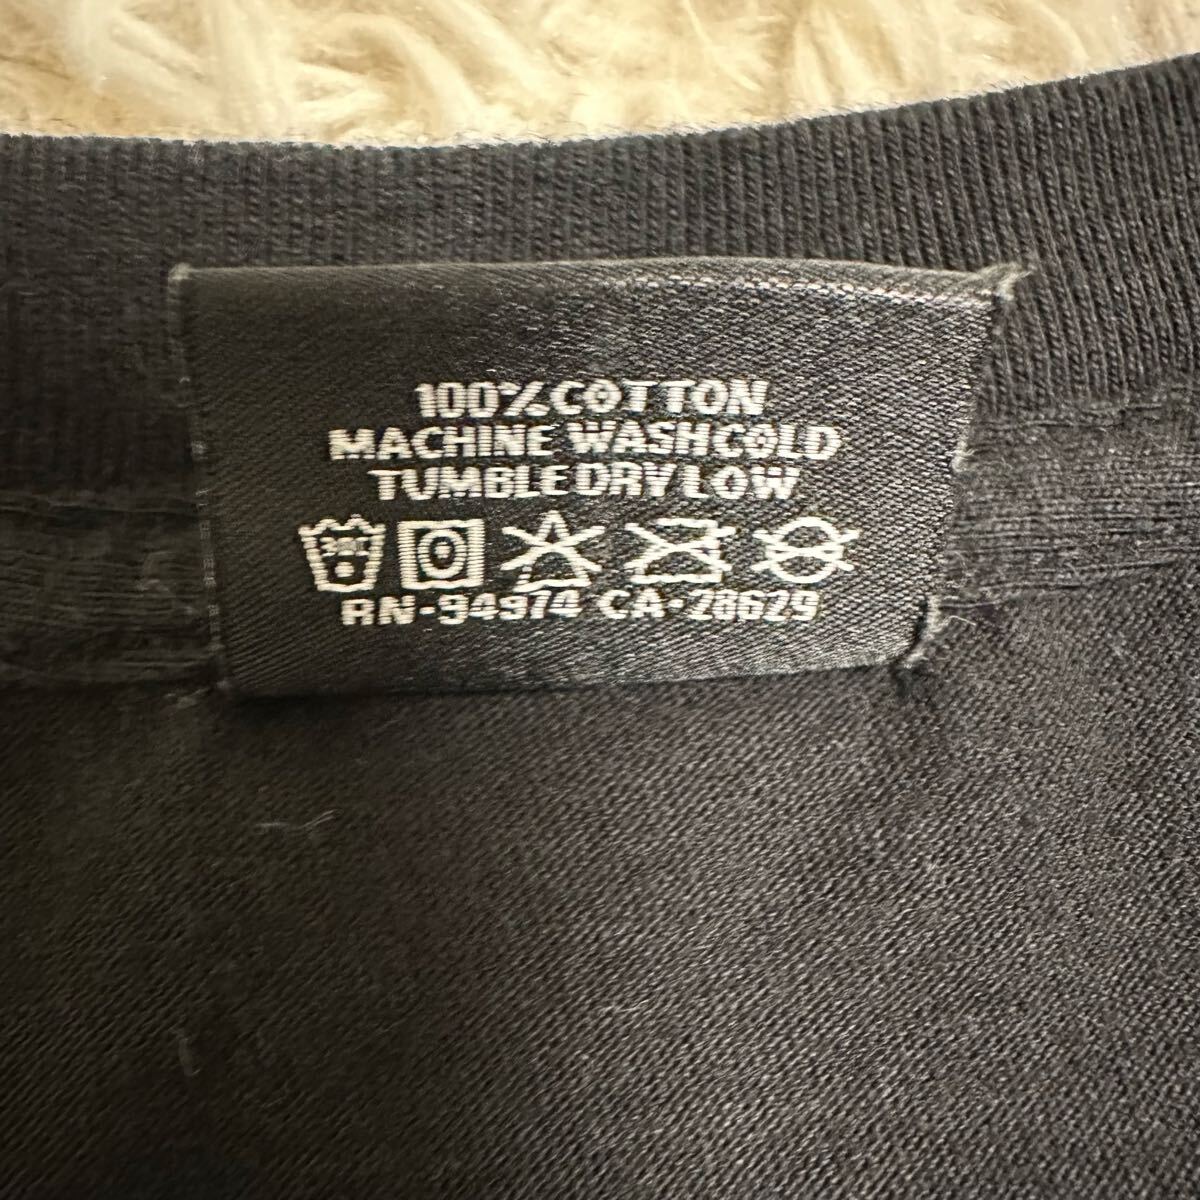 100% COTTON
MACHINE WASH COLD
TUMBLE DRY LOW
RN-94974 CA-28629